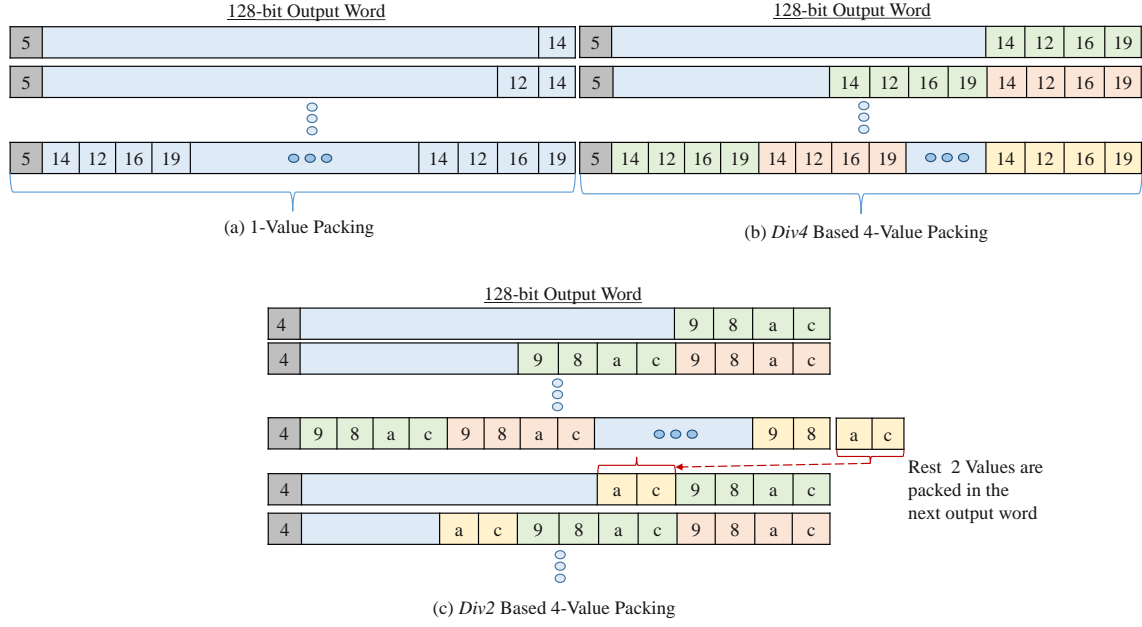 128-bit Output Word
5 14
5 12 14
5 14 12 16 19 14 12 16 19
(a) 1-Value Packing
128-bit Output Word
5 14 12 16 19
5 14 12 16 19 14 12 16 19
5 14 12 16 19 14 12 16 19 14 12 16 19
(b) Div4 Based 4-Value Packing
128-bit Output Word
4 9 8 a c
4 9 8 a c 9 8 a c
4 9 8 a c 9 8 a c 9 8 a c
4 a c 9 8 a c
4 a c 9 8 a c 9 8 a c
Rest 2 Values are
packed in the
next output word
(c) Div2 Based 4-Value Packing